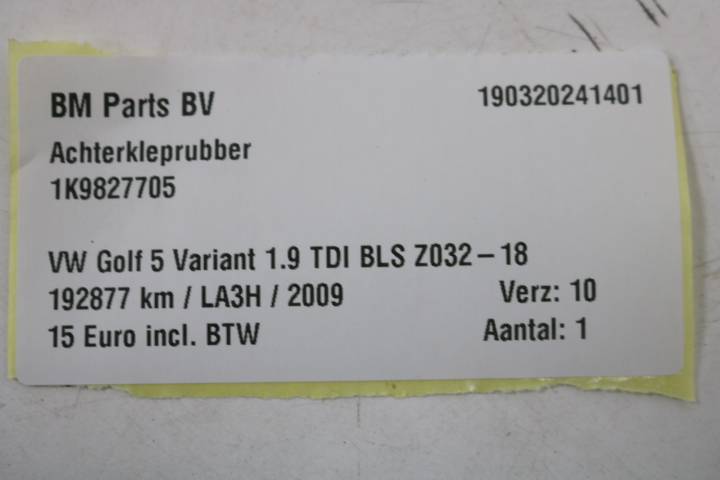 BM Parts BV 190320241401
Achterkleprubber
1K9827705
VW Golf 5 Variant 1.9 TDI BLS Z032-18
192877 km / LA3H / 2009 Verz: 10
15 Euro incl. BTW Aantal: 1